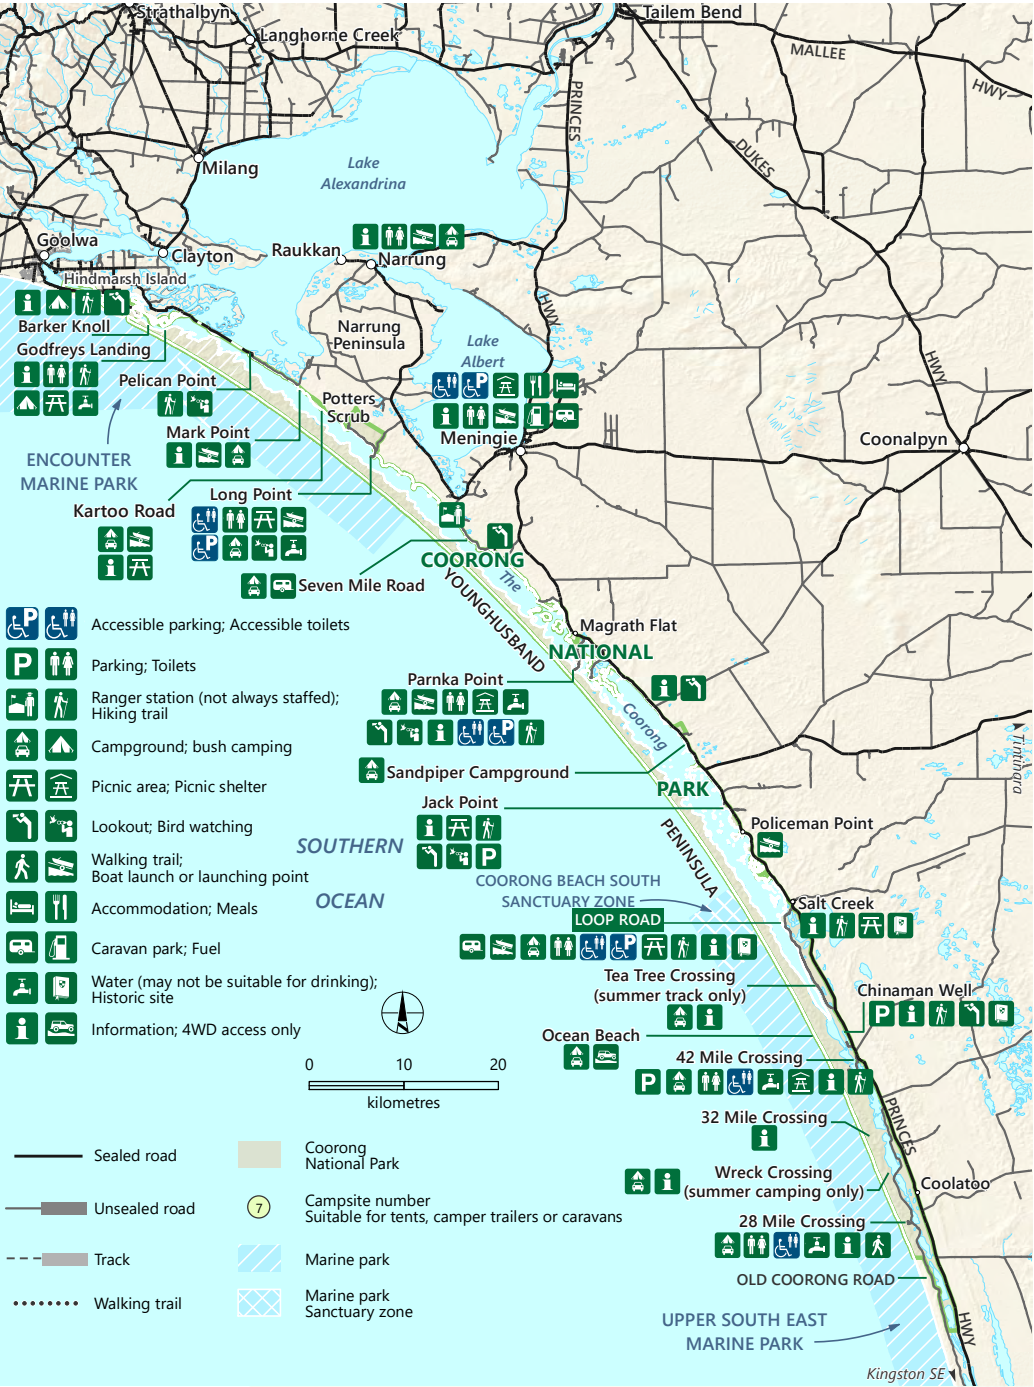 Strathalbyn
Tailem Bend
Langhorne Creek
MALLEE
HWY
PRINCES
DUKES
Milang
Lake
Alexandrina
Goolwa
Clayton
Raukkan
Narrung
Hindmarsh Island
HWY
Barker Knoll
Narrung
Peninsula
Lake
Albert
Godfreys Landing
HWY
Pelican Point
Potters
Scrub
Mark Point
Meningie
Coonalpyn
ENCOUNTER
MARINE PARK
Long Point
Kartoo Road
COORONG
Seven Mile Road
The
YOUNGHUSBAND
Magrath Flat
NATIONAL
P
Accessible parking; Accessible toilets
P
Parking; Toilets
Ranger station (not always staffed);
Hiking trail
Campground; bush camping
Picnic area; Picnic shelter
Lookout; Bird watching
Walking trail;
Boat launch or launching point
Accommodation; Meals
Caravan park; Fuel
Water (may not be suitable for drinking);
Historic site
Information; 4WD access only
Parnka Point
Coorong
Tintinara
Sandpiper Campground
PARK
Jack Point
P
Policeman Point
SOUTHERN
OCEAN
PENINSULA
COORONG BEACH SOUTH
SANCTUARY ZONE
Salt Creek
LOOP ROAD
Tea Tree Crossing
(summer track only)
Chinaman Well
P
Ocean Beach
42 Mile Crossing
P
PRINCES
32 Mile Crossing
Wreck Crossing
(summer camping only)
Coolatoo
28 Mile Crossing
OLD COORONG ROAD
UPPER SOUTH EAST
MARINE PARK
HWY
Kingston SE
0 10 20
kilometres
Sealed road
Coorong
National Park
Unsealed road
7
Campsite number
Suitable for tents, camper trailers or caravans
Track
Marine park
Walking trail
Marine park
Sanctuary zone